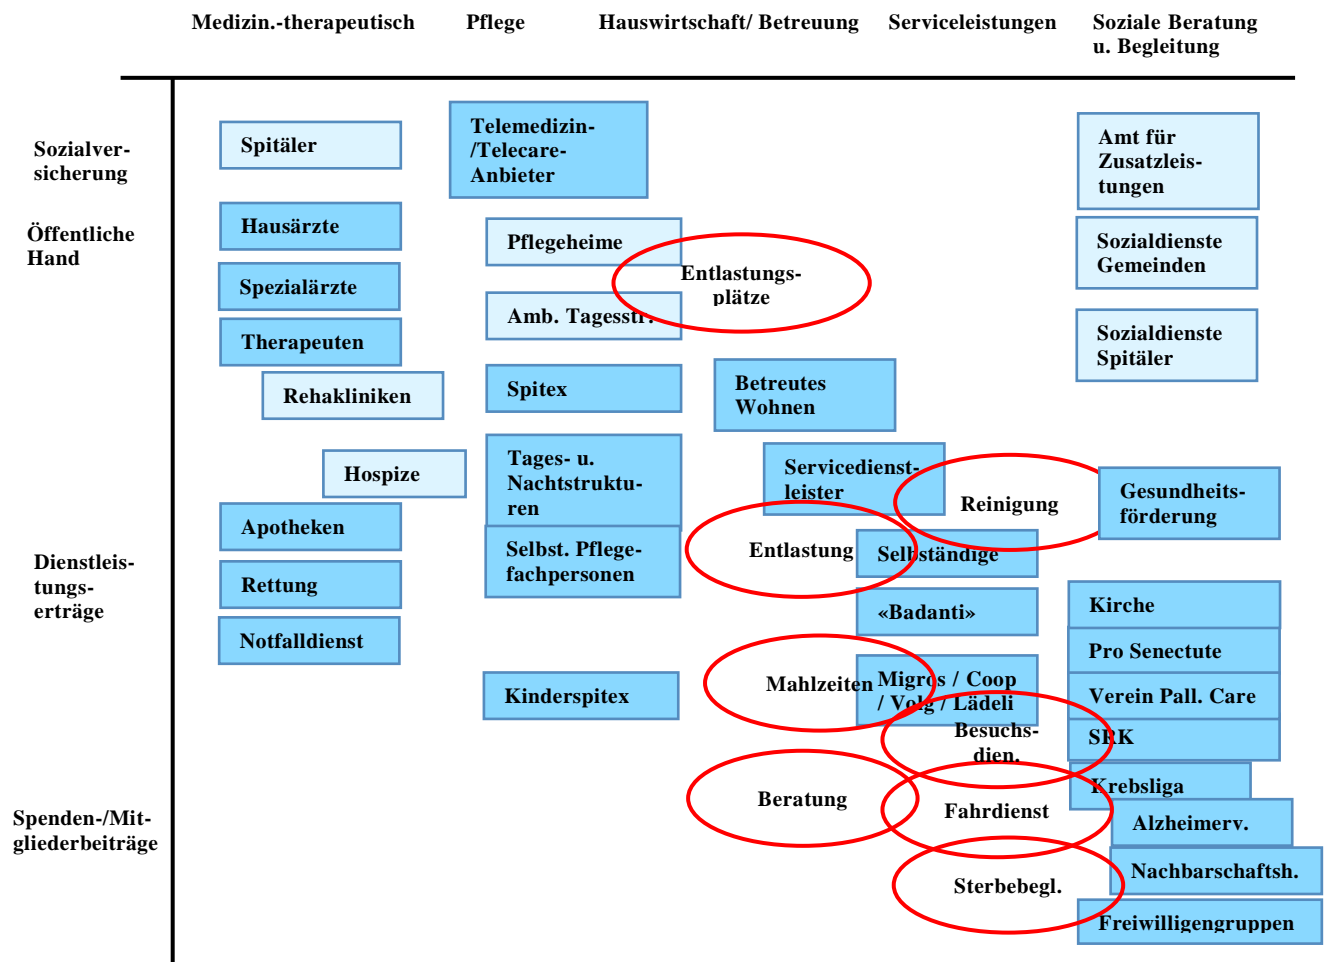 Medizin.-therapeutisch
Pflege
Hauswirtschaft/ Betreuung
Serviceleistungen
Soziale Beratung
u. Begleitung
Sozialver-
sicherung
Öffentliche
Hand
Dienstleis-
tungs-
erträge
Spenden-/Mit-
gliederbeiträge
Spitäler
Hausärzte
Spezialärzte
Therapeuten
Rehakliniken
Hospize
Apotheken
Rettung
Notfalldienst
Telemedizin-
/Telecare-
Anbieter
Pflegeheime
Amb. Tagesstr.
Spitex
Tages- u.
Nachtstruktu-
ren
Selbst. Pflege-
fachpersonen
Kinderspitex
Entlastungs-
plätze
Betreutes
Wohnen
Servicedienst-
leister
Reinigung
Entlastung
Selbständige
«Badanti»
Mahlzeiten
Migros / Coop
/ Volg / Lädeli
Besuchs-
dien.
Beratung
Fahrdienst
Sterbebegl.
Amt für
Zusatzleis-
tungen
Sozialdienste
Gemeinden
Sozialdienste
Spitäler
Gesundheits-
förderung
Kirche
Pro Senectute
Verein Pall. Care
SRK
Krebsliga
Alzheimerv.
Nachbarschaftsh.
Freiwilligengruppen